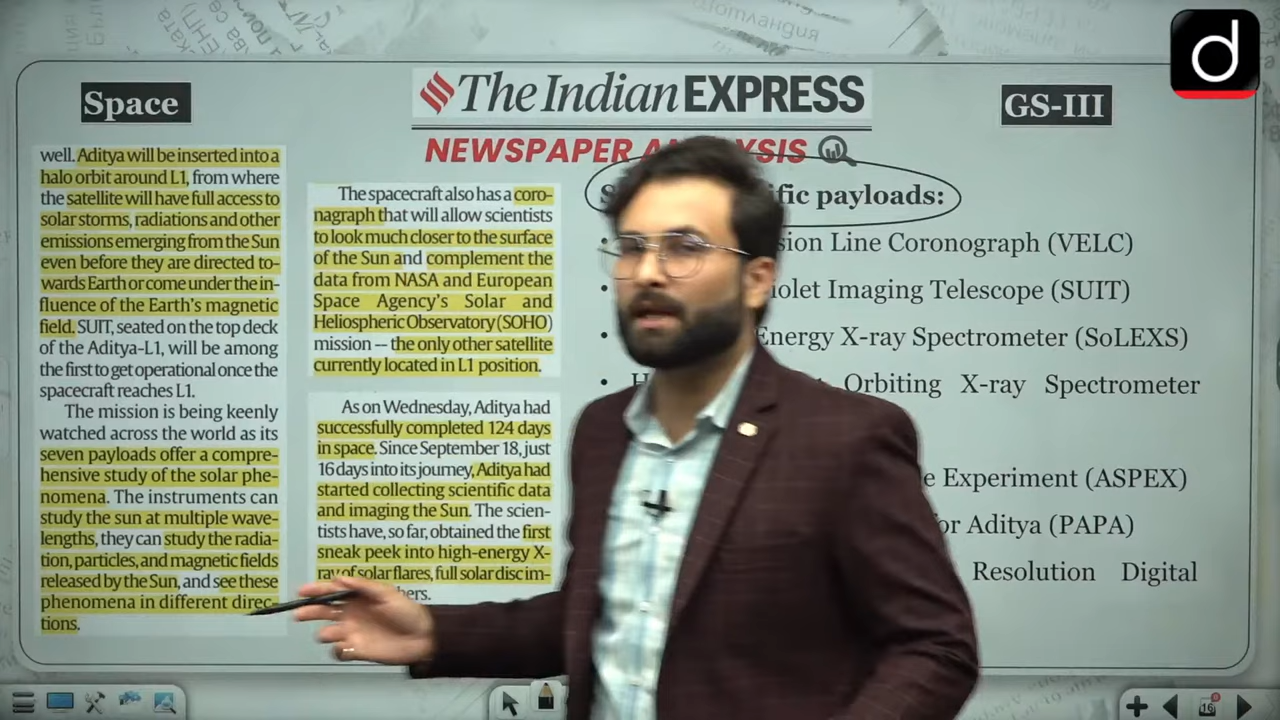 d
Space
The Indian EXPRESS
GS-III
NEWSPAPER
well. Aditya will be inserted into a
halo orbit around L1, from where
the satellite will have full access to
solar storms, radiations and other
emissions emerging from the Sun
even before they are directed to-
wards Earth or come under the in-
fluence of the Earth's magnetic
field. SUIT, seated on the top deck
of the Aditya-L1, will be among
the first to get operational once the
spacecraft reaches L1.
The mission is being keenly
watched across the world as its
seven payloads offer a compre-
hensive study of the solar phe-
nomena. The instruments can
study the sun at multiple wave-
lengths, they can study the radia-
tion, particles, and magnetic fields
released by the Sun, and see these
phenomena in different direc-
tions.
The spacecraft also has a coro-
nagraph that will allow scientists
to look much closer to the surface
of the Sun and complement the
data from NASA and European
Space Agency's Solar and
Heliospheric Observatory (SOHO)
mission — the only other satellite
currently located in L1 position.
As on Wednesday, Aditya had
successfully completed 124 days
in space. Since September 18, just
16 days into its journey, Aditya had
started collecting scientific data
and imaging the Sun. The scien-
tists have, so far, obtained the first
sneak peek into high-energy X-
ray of solar flares, full solar disc im-
payloads:
Line Coronagraph (VELC)
Imaging Telescope (SUIT)
Energy X-ray Spectrometer (SoLEXS)
Orbiting X-ray Spectrometer
Experiment (ASPEX)
Aditya (PAPA)
Resolution Digital
16